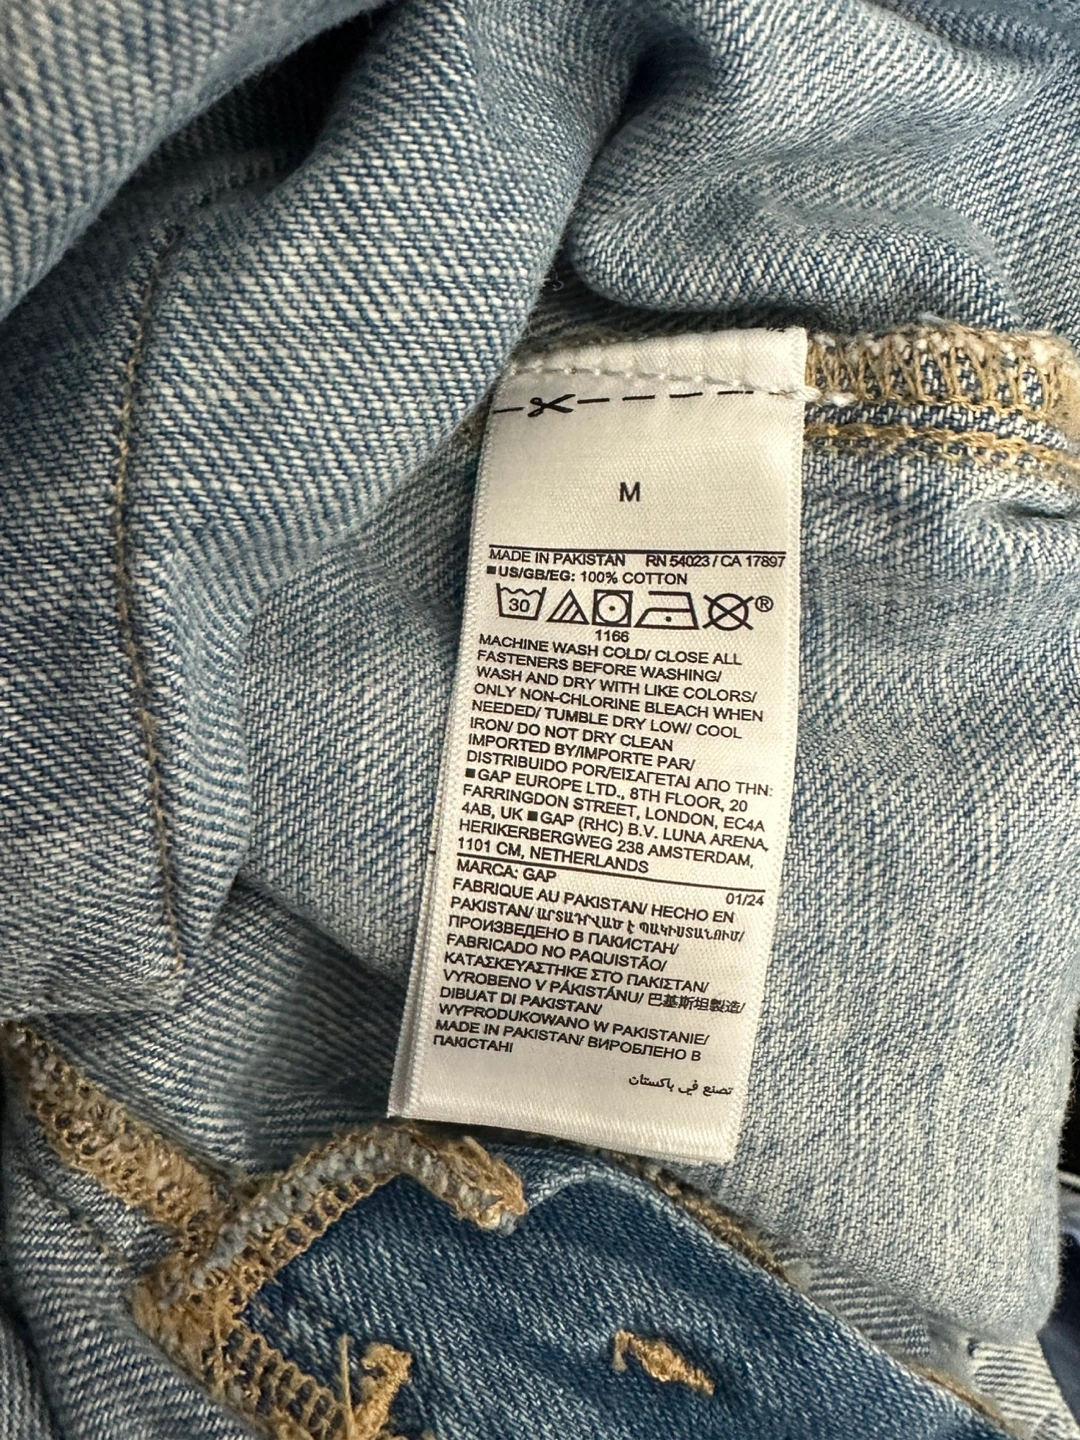 M
MADE IN PAKISTAN RN 54023 / CA 17897
■US/GB/EG: 100% COTTON
30 ®
1166
MACHINE WASH COLD/ CLOSE ALL
FASTENERS BEFORE WASHING/
WASH AND DRY WITH LIKE COLORS/
ONLY NON-CHLORINE BLEACH WHEN
NEEDED/ TUMBLE DRY LOW/ COOL
IRON/ DO NOT DRY CLEAN
IMPORTED BY/IMPORTE PAR/
DISTRIBUIDO POR/ΕΙΣΑΓΕΤΑΙ ΑΠΟ ΤΗΝ:
■GAP EUROPE LTD., 8TH FLOOR, 20
FARRINGDON STREET, LONDON, EC4A
4AB, UK ■GAP (RHC) B.V. LUNA ARENA,
HERIKERBERGWEG 238 AMSTERDAM,
1101 CM, NETHERLANDS
MARCA: GAP 01/24
FABRIQUE AU PAKISTAN/ HECHO EN
PAKISTAN/ ԱՐՏԱԴՐՎԱԾ Է ՊԱԿԻՍՏԱՆՈՒՄ/
ПРОИЗВЕДЕНО В ПАКИСТАН/
FABRICADO NO PAQUISTÃO/
ΚΑΤΑΣΚΕΥΑΣΤΗΚΕ ΣΤΟ ΠΑΚΙΣΤΑΝ/
VYROBENO V PÁKISTÁNU/ 巴基斯坦製造/
DIBUAT DI PAKISTAN/
WYPRODUKOWANO W PAKISTANIE/
MADE IN PAKISTAN/ ВИРОБЛЕНО В
ПАКІСТАНІ
تصنع في باكستان